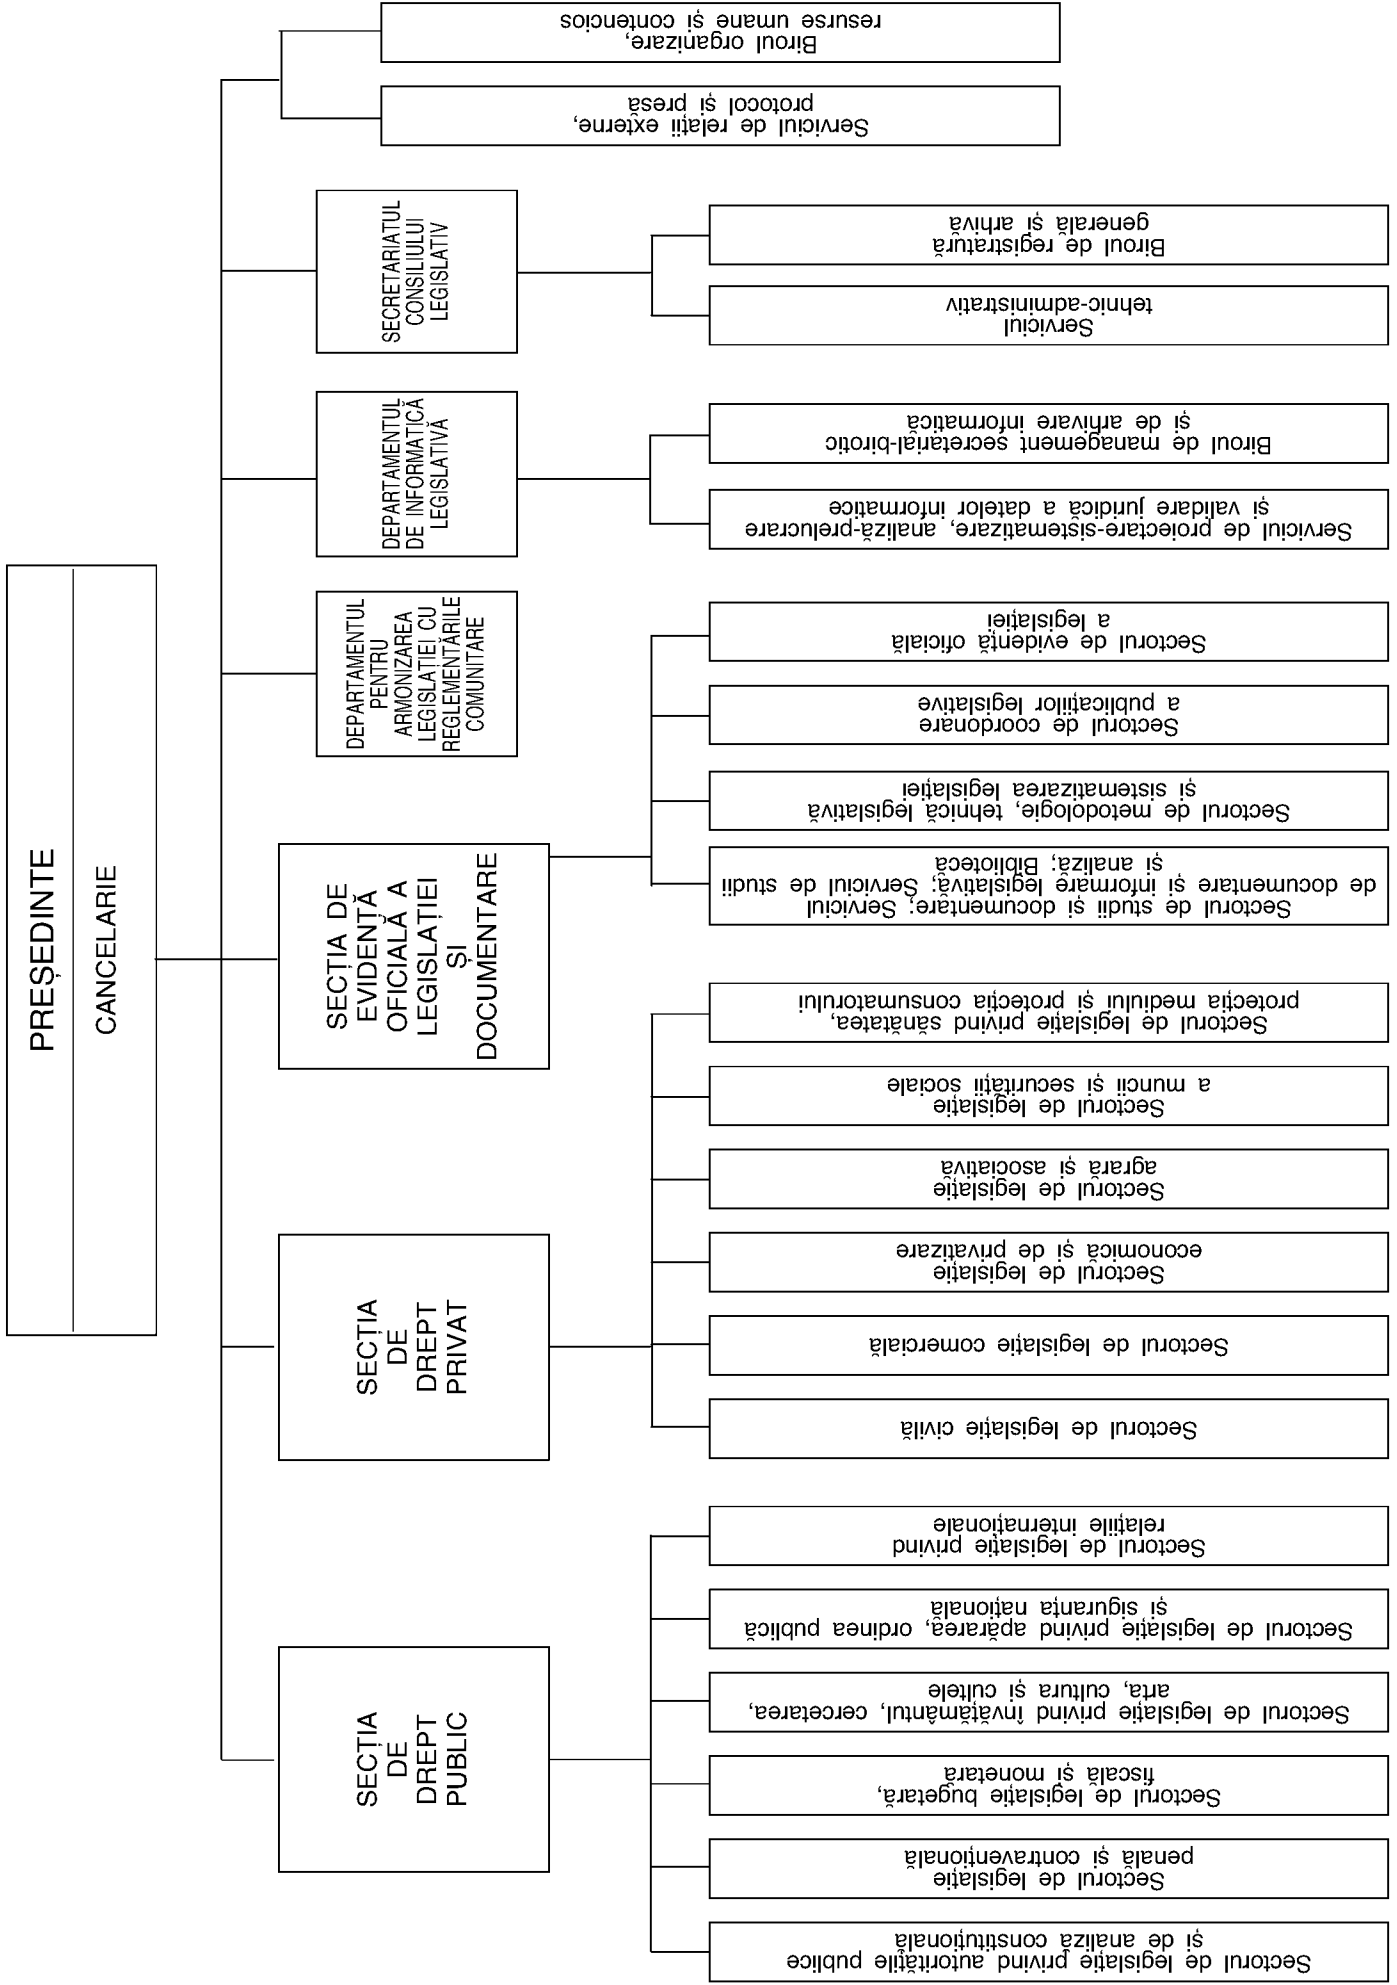 PREȘEDINTE
CANCELARIE
SECȚIA
DE
DREPT
PUBLIC
Sectorul de legislație privind autoritățile publice
și de analiză constituțională
Sectorul de legislație
penală și contravențională
Sectorul de legislație bugetară,
fiscală și monetară
Sectorul de legislație privind învățământul, cercetarea,
arta, cultura și cultele
Sectorul de legislație privind apărarea, ordinea publică
și siguranța națională
Sectorul de legislație privind
relațiile internaționale
SECȚIA
DE
DREPT
PRIVAT
Sectorul de legislație civilă
Sectorul de legislație comercială
Sectorul de legislație
economică și de privatizare
Sectorul de legislație
agrară și asociativă
Sectorul de legislație
a muncii și securității sociale
Sectorul de legislație privind sănătatea,
protecția mediului și protecția consumatorului
SECȚIA DE
EVIDENȚĂ
OFICIALĂ A
LEGISLAȚIEI
ȘI
DOCUMENTARE
Sectorul de studii și documentare; Serviciul
de documentare și informare legislativă; Serviciul de studii
și analiză; Bibliotecă
Sectorul de metodologie, tehnică legislativă
și sistematizarea legislației
Sectorul de coordonare
a publicațiilor legislative
Sectorul de evidență oficială
a legislației
DEPARTAMENTUL
PENTRU
ARMONIZAREA
LEGISLAȚIEI CU
REGLEMENTĂRILE
COMUNITARE
DEPARTAMENTUL
DE INFORMATICĂ
LEGISLATIVĂ
Serviciul de proiectare-sistematizare, analiză-prelucrare
și validare juridică a datelor informatice
Biroul de management secretarial-birotic
și de arhivare informatică
SECRETARIATUL
CONSILIULUI
LEGISLATIV
Serviciul
tehnic-administrativ
Biroul de registratură
generală și arhivă
Serviciul de relații externe,
protocol și presă
Biroul organizare,
resurse umane și contencios